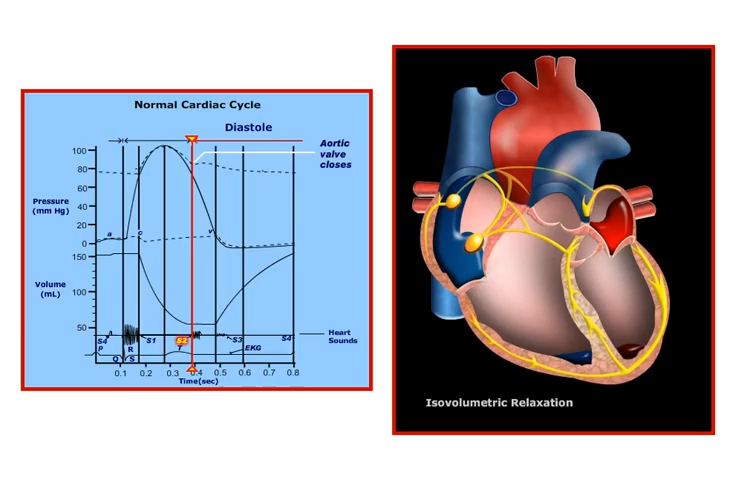 Normal Cardiac Cycle
Diastole
Aortic
valve
closes
100
80
60
40
20
0
Pressure
(mm Hg)
a
c
v
150
100
50
Volume
(mL)
S4
S1
S2
S3
S4
Heart
Sounds
P
R
Q
S
T
EKG
0.1 0.2 0.3 0.4 0.5 0.6 0.7 0.8
Time(sec)
Isovolumetric Relaxation